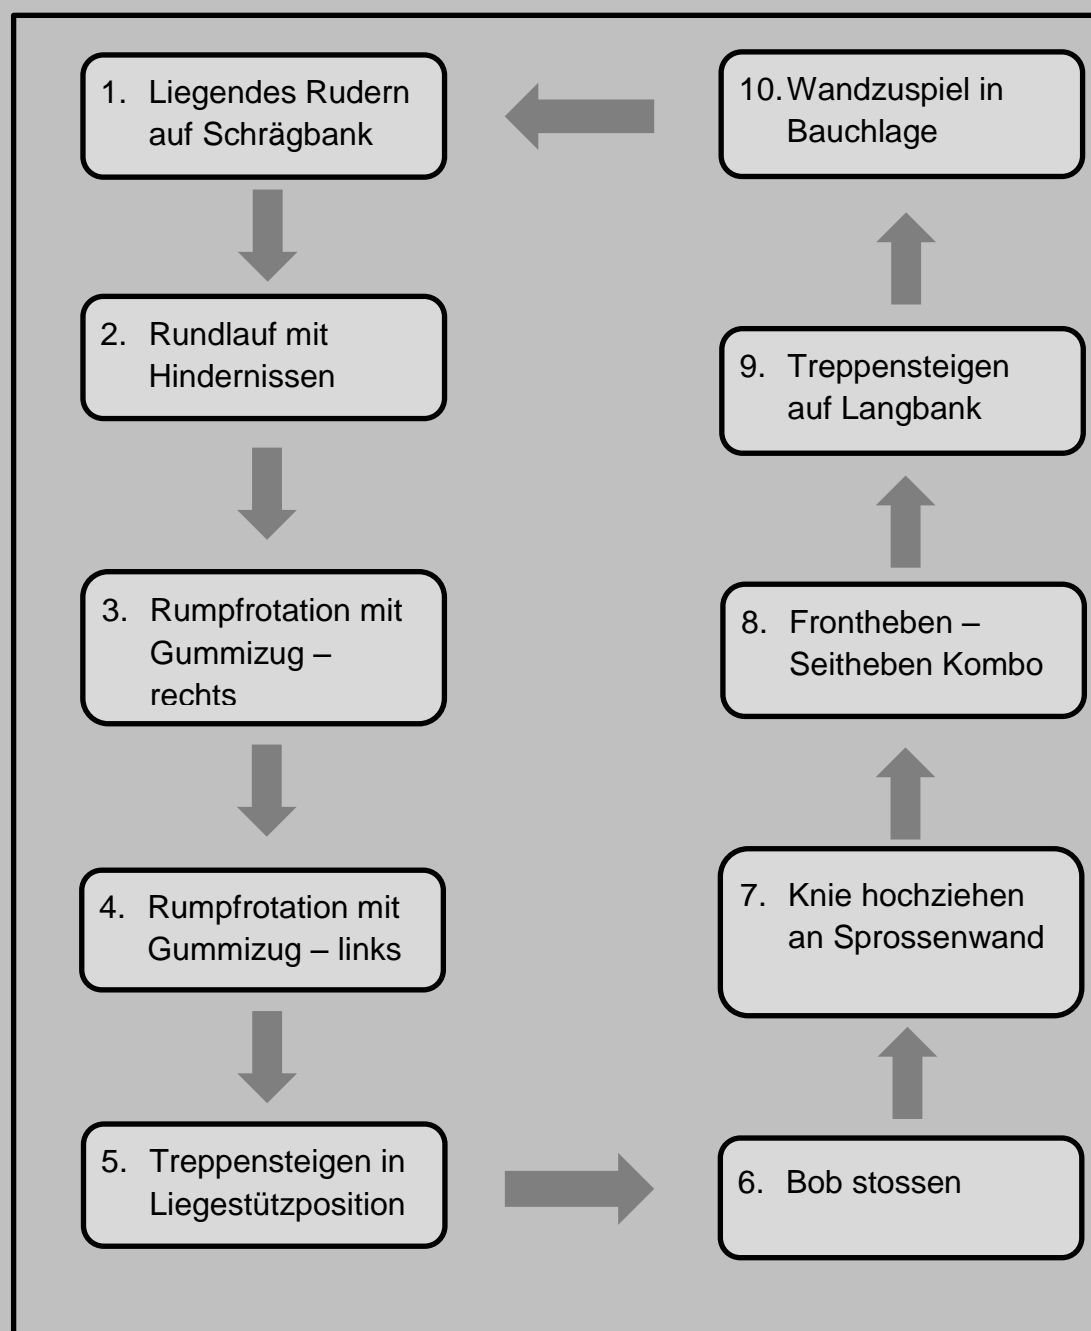 1. Liegendes Rudern
auf Schrägbank
2. Rundlauf mit
Hindernissen
3. Rumpfrotation mit
Gummizug –
rechts
4. Rumpfrotation mit
Gummizug – links
5. Treppensteigen in
Liegestützposition
6. Bob stossen
7. Knie hochziehen
an Sprossenwand
8. Frontheben –
Seitheben Kombo
9. Treppensteigen
auf Langbank
10. Wandzuspiel in
Bauchlage